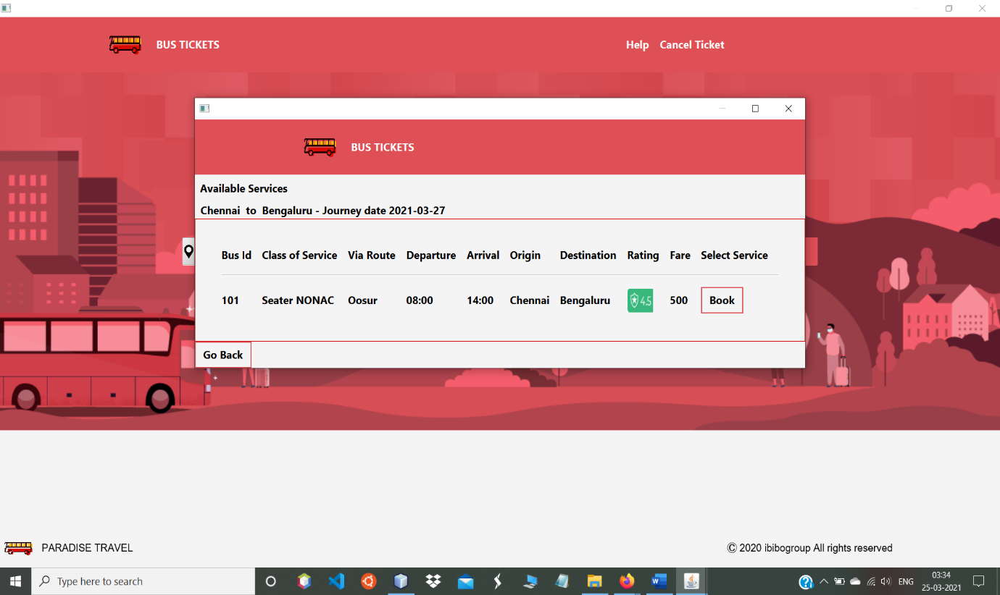 BUS TICKETS Help Cancel Ticket
BUS TICKETS
Available Services
Chennai to Bengaluru - Journey date 2021-03-27
Bus Id Class of Service Via Route Departure Arrival Origin Destination Rating Fare Select Service
101 Seater NONAC Oosur 08:00 14:00 Chennai Bengaluru 4.5 500 Book
Go Back
PARADISE TRAVEL © 2020 ibibogroup All rights reserved
Type here to search
ENG
03:34
25-03-2021